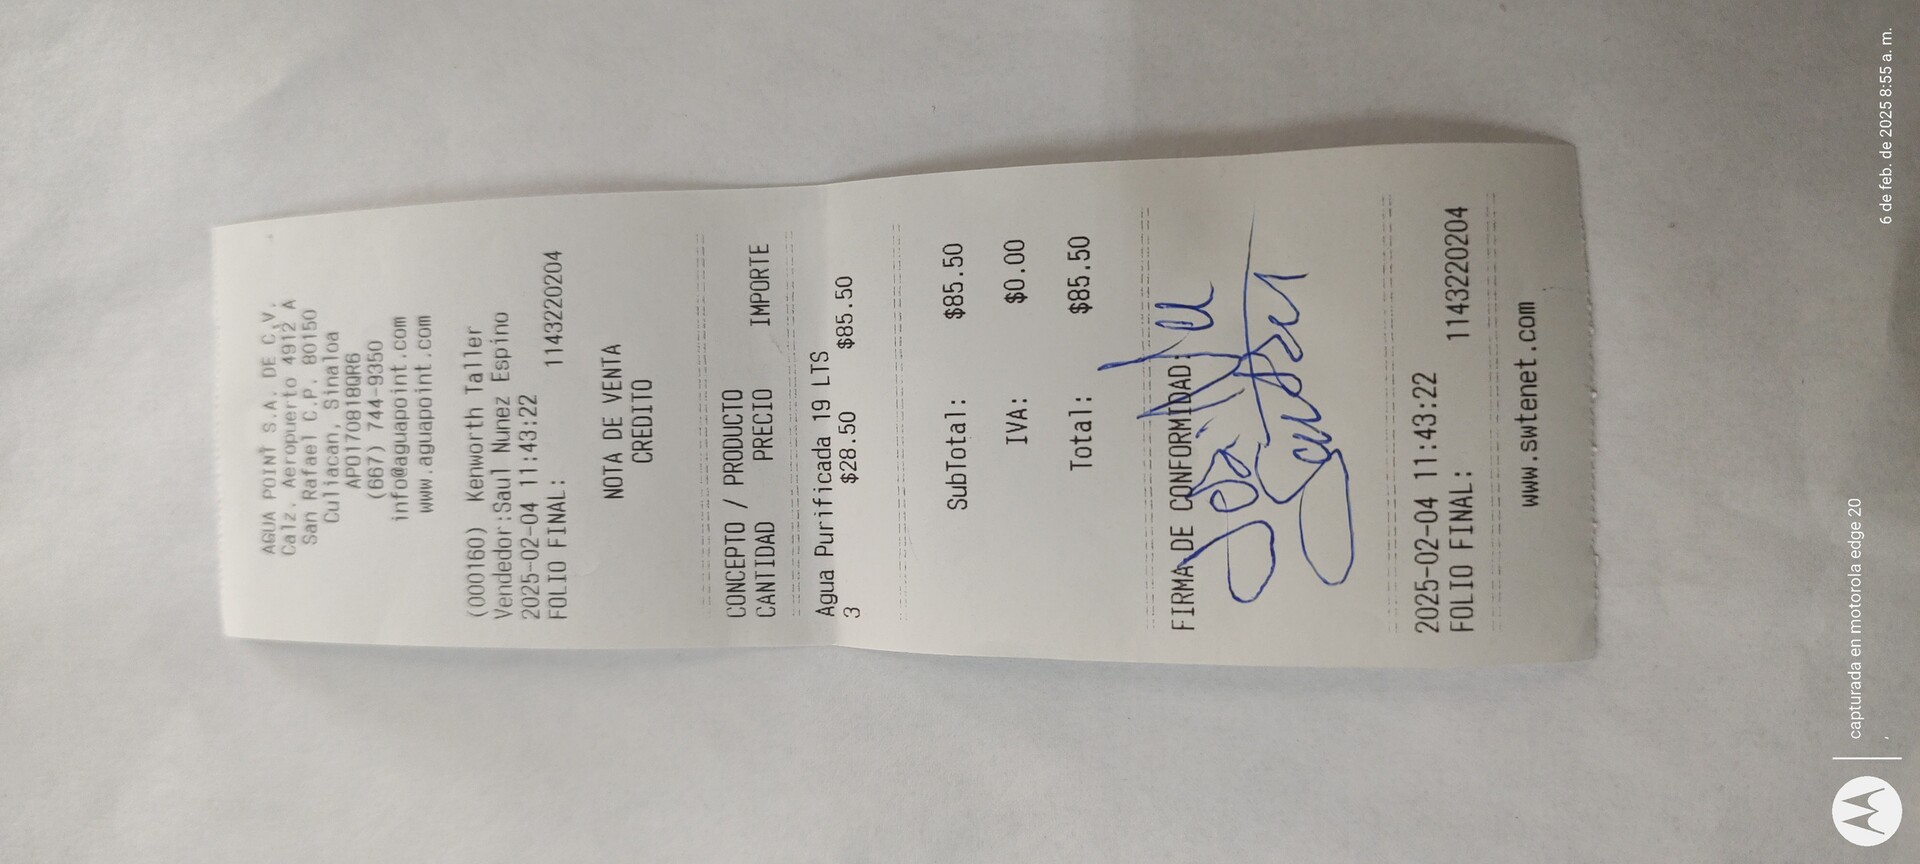 AGUA POINT S.A. DE C.V.
Calz. Aeropuerto 4912 A
San Rafael C.P. 80150
Culiacan, Sinaloa
APO170818QR6
(667) 744-9350
info@aguapoint.com
www.aguapoint.com
(000160) Kenworth Taller
Vendedor:Saul Nunez Espino
2025-02-04 11:43:22
FOLIO FINAL: 1143220204
NOTA DE VENTA
CREDITO
CONCEPTO / PRODUCTO
CANTIDAD PRECIO IMPORTE
Agua Purificada 19 LTS
3 $28.50 $85.50
SubTotal: $85.50
IVA: $0.00
Total: $85.50
FIRMA DE CONFORMIDAD:
2025-02-04 11:43:22
FOLIO FINAL: 1143220204
www.swtenet.com
capturada en motorola edge 20
6 de feb. de 2025 8:55 a. m.